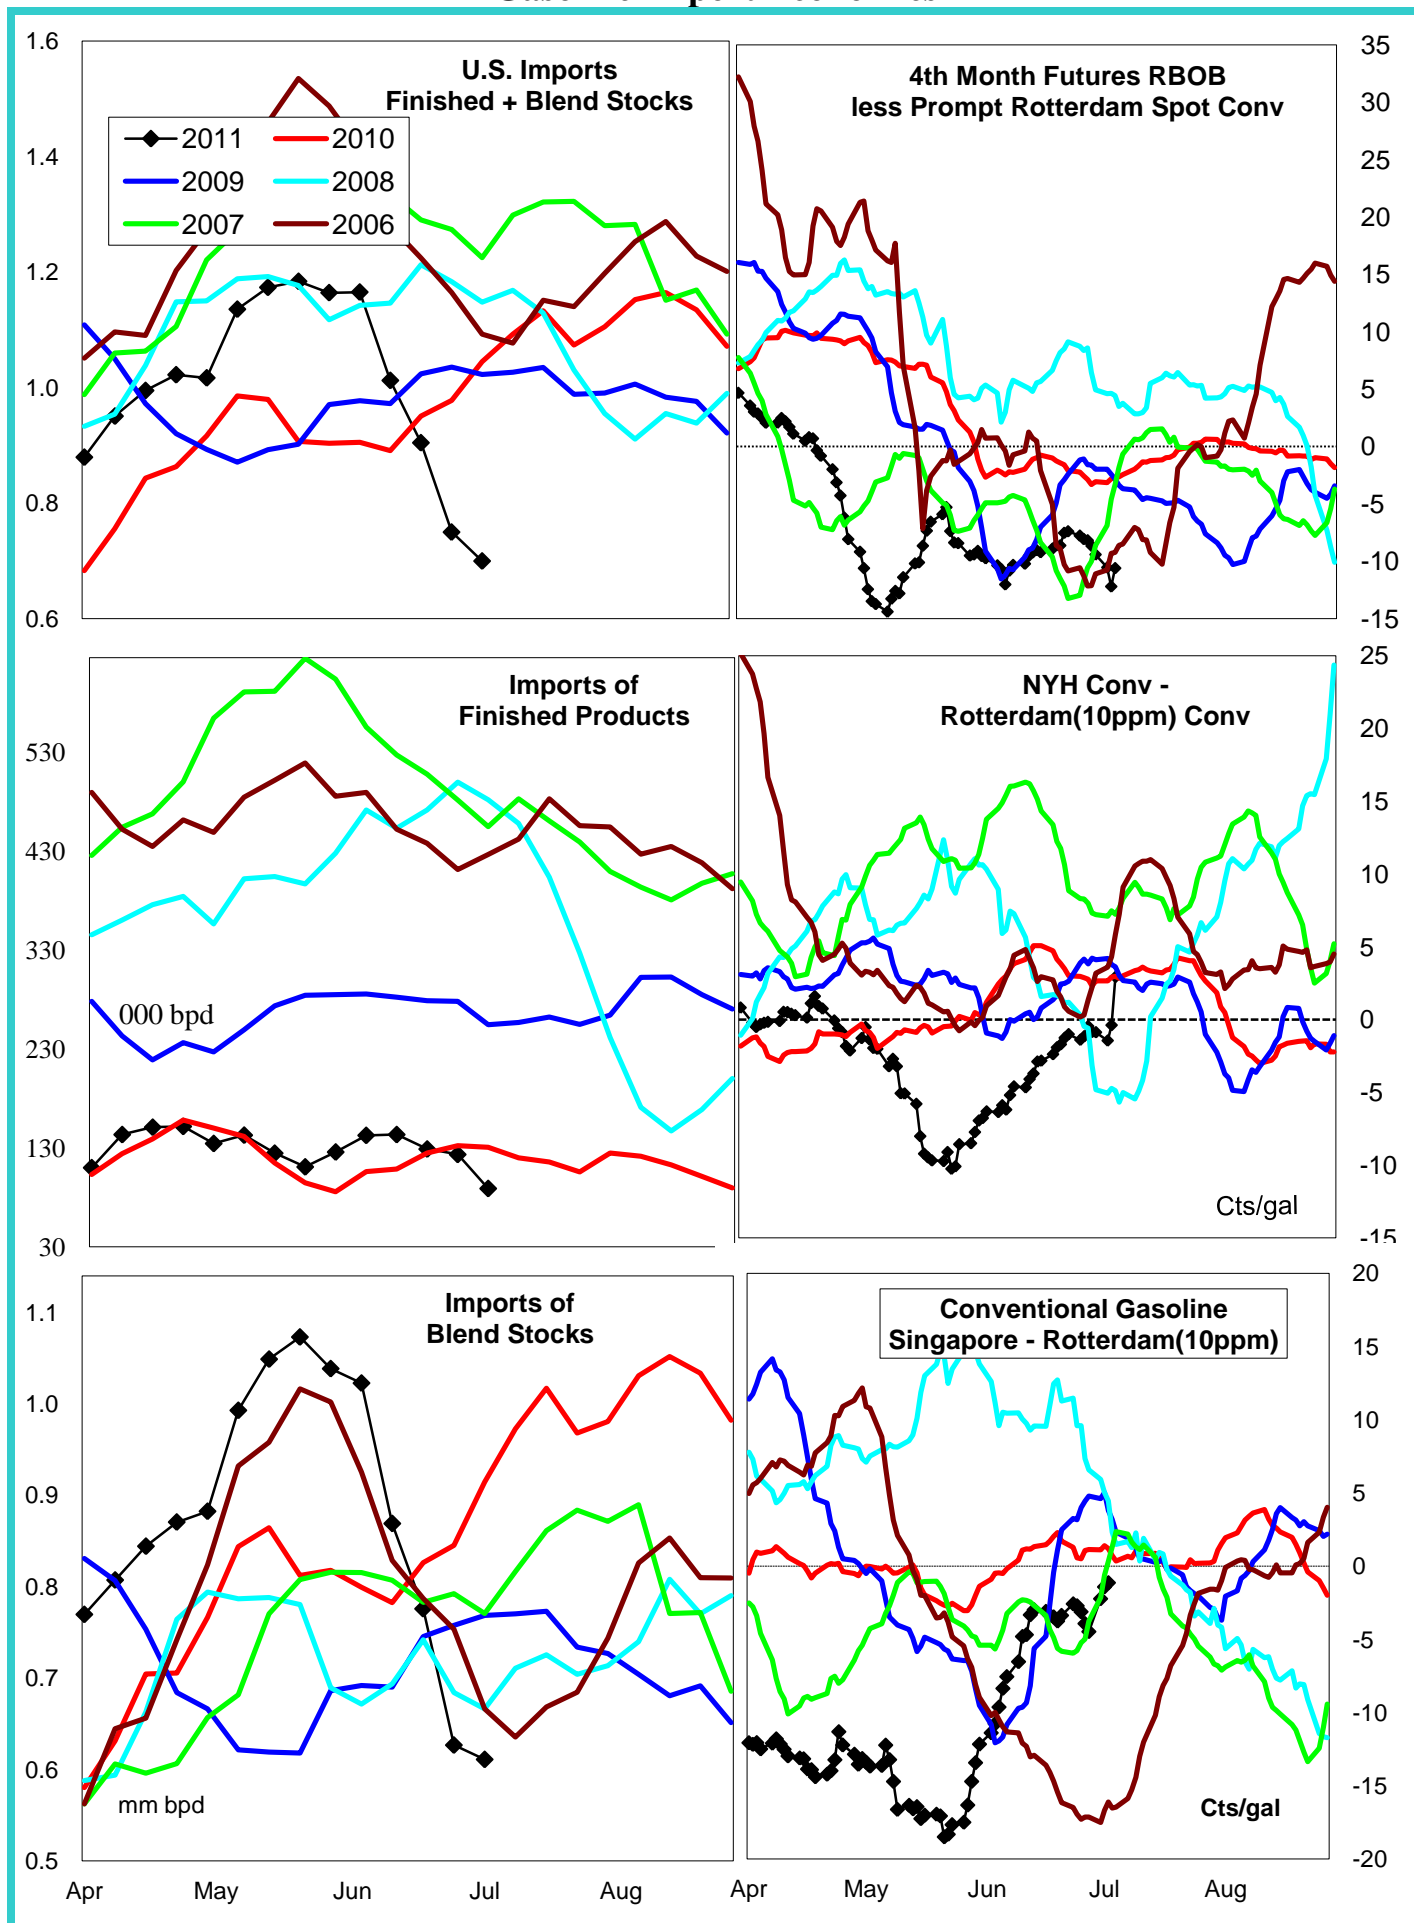 U.S. Imports
Finished + Blend Stocks
1.6
1.4
1.2
1.0
0.8
0.6
2011
2010
2009
2008
2007
2006
4th Month Futures RBOB
less Prompt Rotterdam Spot Conv
35
30
25
20
15
10
5
0
-5
-10
-15
Imports of
Finished Products
530
430
330
230
130
30
000 bpd
NYH Conv -
Rotterdam(10ppm) Conv
25
20
15
10
5
0
-5
-10
-15
Cts/gal
Imports of
Blend Stocks
1.1
1.0
0.9
0.8
0.7
0.6
0.5
mm bpd
Apr
May
Jun
Jul
Aug
Conventional Gasoline
Singapore - Rotterdam(10ppm)
20
15
10
5
0
-5
-10
-15
-20
Cts/gal
Apr
May
Jun
Jul
Aug